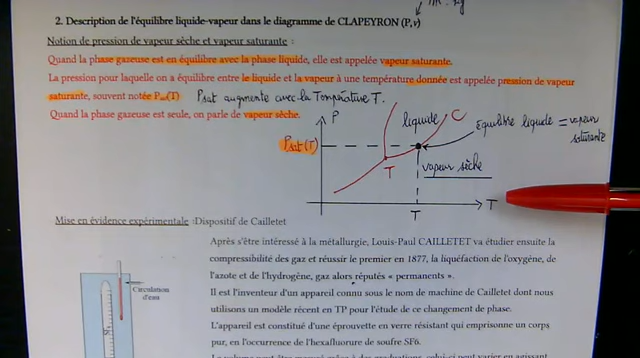 m³.kg
2. Description de l'équilibre liquide-vapeur dans le diagramme de CLAPEYRON (P,v)
Notion de pression de vapeur sèche et vapeur saturante :
Quand la phase gazeuse est en équilibre avec la phase liquide, elle est appelée vapeur saturante.
La pression pour laquelle on a équilibre entre le liquide et la vapeur à une température donnée est appelée pression de vapeur
saturante, souvent notée Psat(T) Psat augmente avec la Température T.
Quand la phase gazeuse est seule, on parle de vapeur sèche.
P
liquide
C
Equilibre liquide = vapeur
saturante
Psat(T)
T
vapeur sèche
T
T
Mise en évidence expérimentale :Dispositif de Cailletet
Après s'être intéressé à la métallurgie, Louis-Paul CAILLETET va étudier ensuite la
compressibilité des gaz et réussir le premier en 1877, la liquéfaction de l'oxygène, de
l'azote et de l'hydrogène, gaz alors réputés « permanents ».
Circulation
d'eau
Il est l'inventeur d'un appareil connu sous le nom de machine de Cailletet dont nous
utilisons un modèle récent en TP pour l'étude de ce changement de phase.
L'appareil est constitué d'une éprouvette en verre résistant qui emprisonne un corps
pur, en l'occurence de l'hexafluorure de soufre SF6.